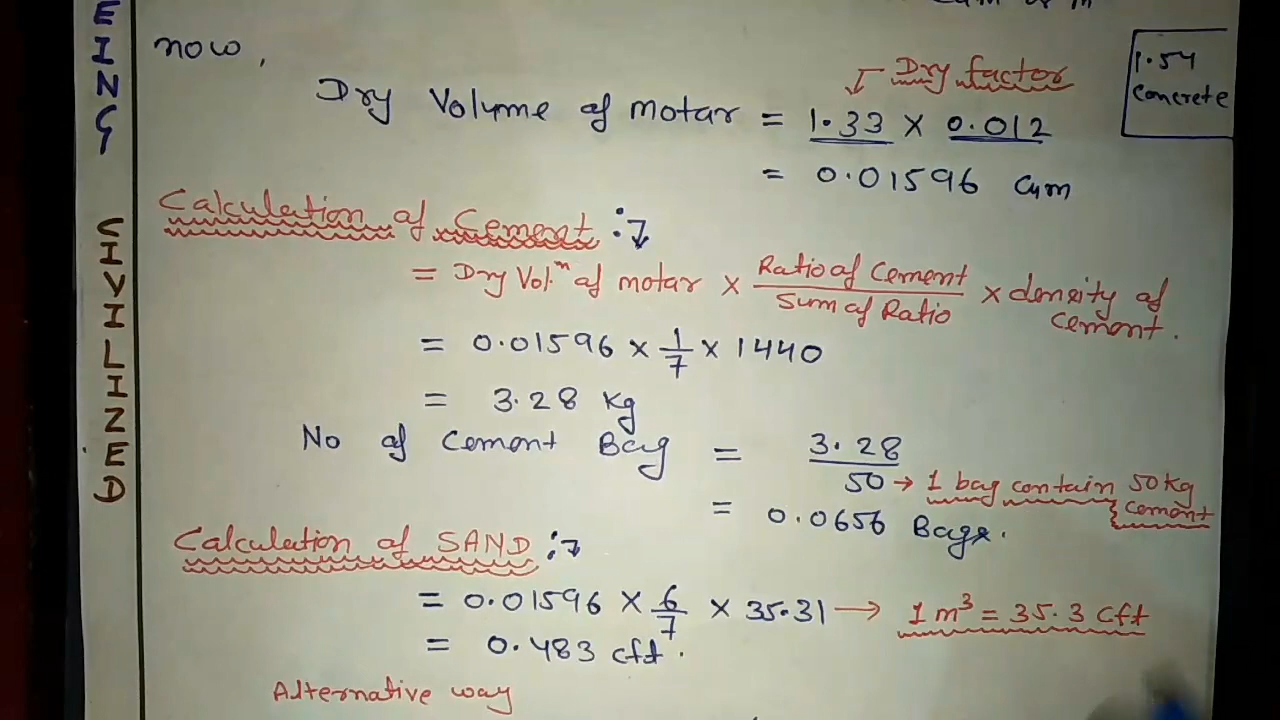 EING CIVILIZED
now,
1.54
concrete
Dry factor
Dry Volume of motar = 1.33 × 0.012
= 0.01596 Cum
Calculation of Cement :→
= Dry Volᵐ of motar × Ratio of Cement / Sum of Ratio × density of cement.
= 0.01596 × 1/7 × 1440
= 3.28 Kg
No of Cement Bag = 3.28 / 50 → 1 bag contain 50 kg cement
= 0.0656 Bags.
Calculation of SAND :→
= 0.01596 × 6/7 × 35.31 → 1 m³ = 35.3 cft
= 0.483 cft.
Alternative way